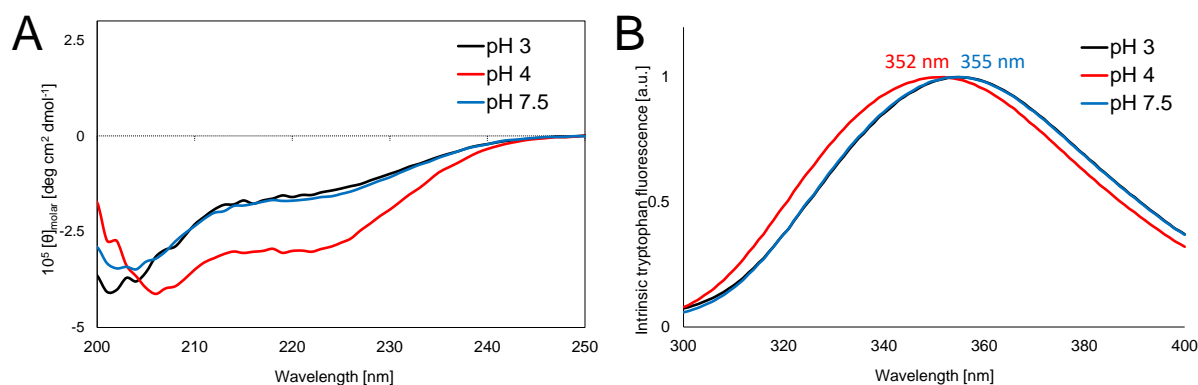 A
2.5
0
-2.5
-5
10⁵ [θ]molar [deg cm² dmol⁻¹]
pH 3
pH 4
pH 7.5
200
210
220
230
240
250
Wavelength [nm]
B
352 nm
355 nm
pH 3
pH 4
pH 7.5
1
0.5
0
Intrinsic tryptophan fluorescence [a.u.]
300
320
340
360
380
400
Wavelength [nm]